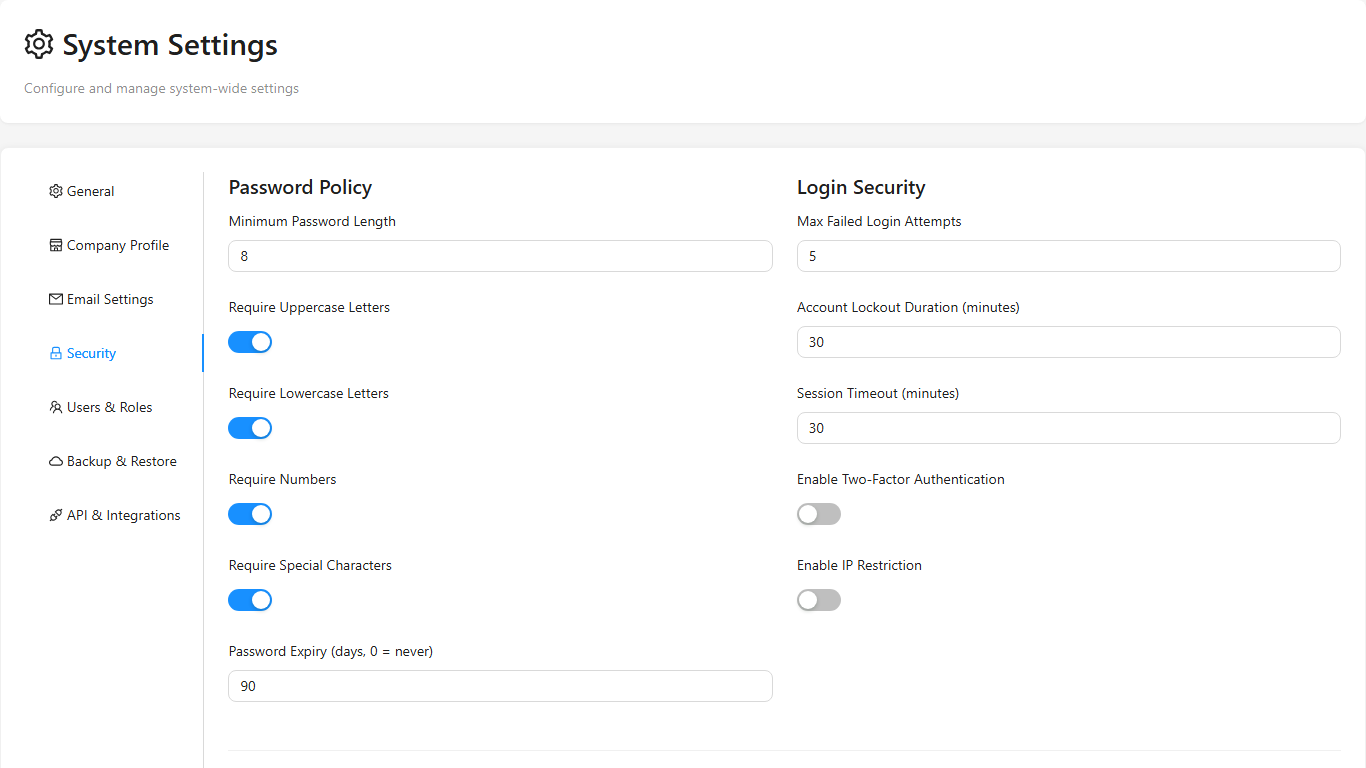 System Settings
Configure and manage system-wide settings
General
Company Profile
Email Settings
Security
Users & Roles
Backup & Restore
API & Integrations
Password Policy
Minimum Password Length
8
Require Uppercase Letters
Require Lowercase Letters
Require Numbers
Require Special Characters
Password Expiry (days, 0 = never)
90
Login Security
Max Failed Login Attempts
5
Account Lockout Duration (minutes)
30
Session Timeout (minutes)
30
Enable Two-Factor Authentication
Enable IP Restriction